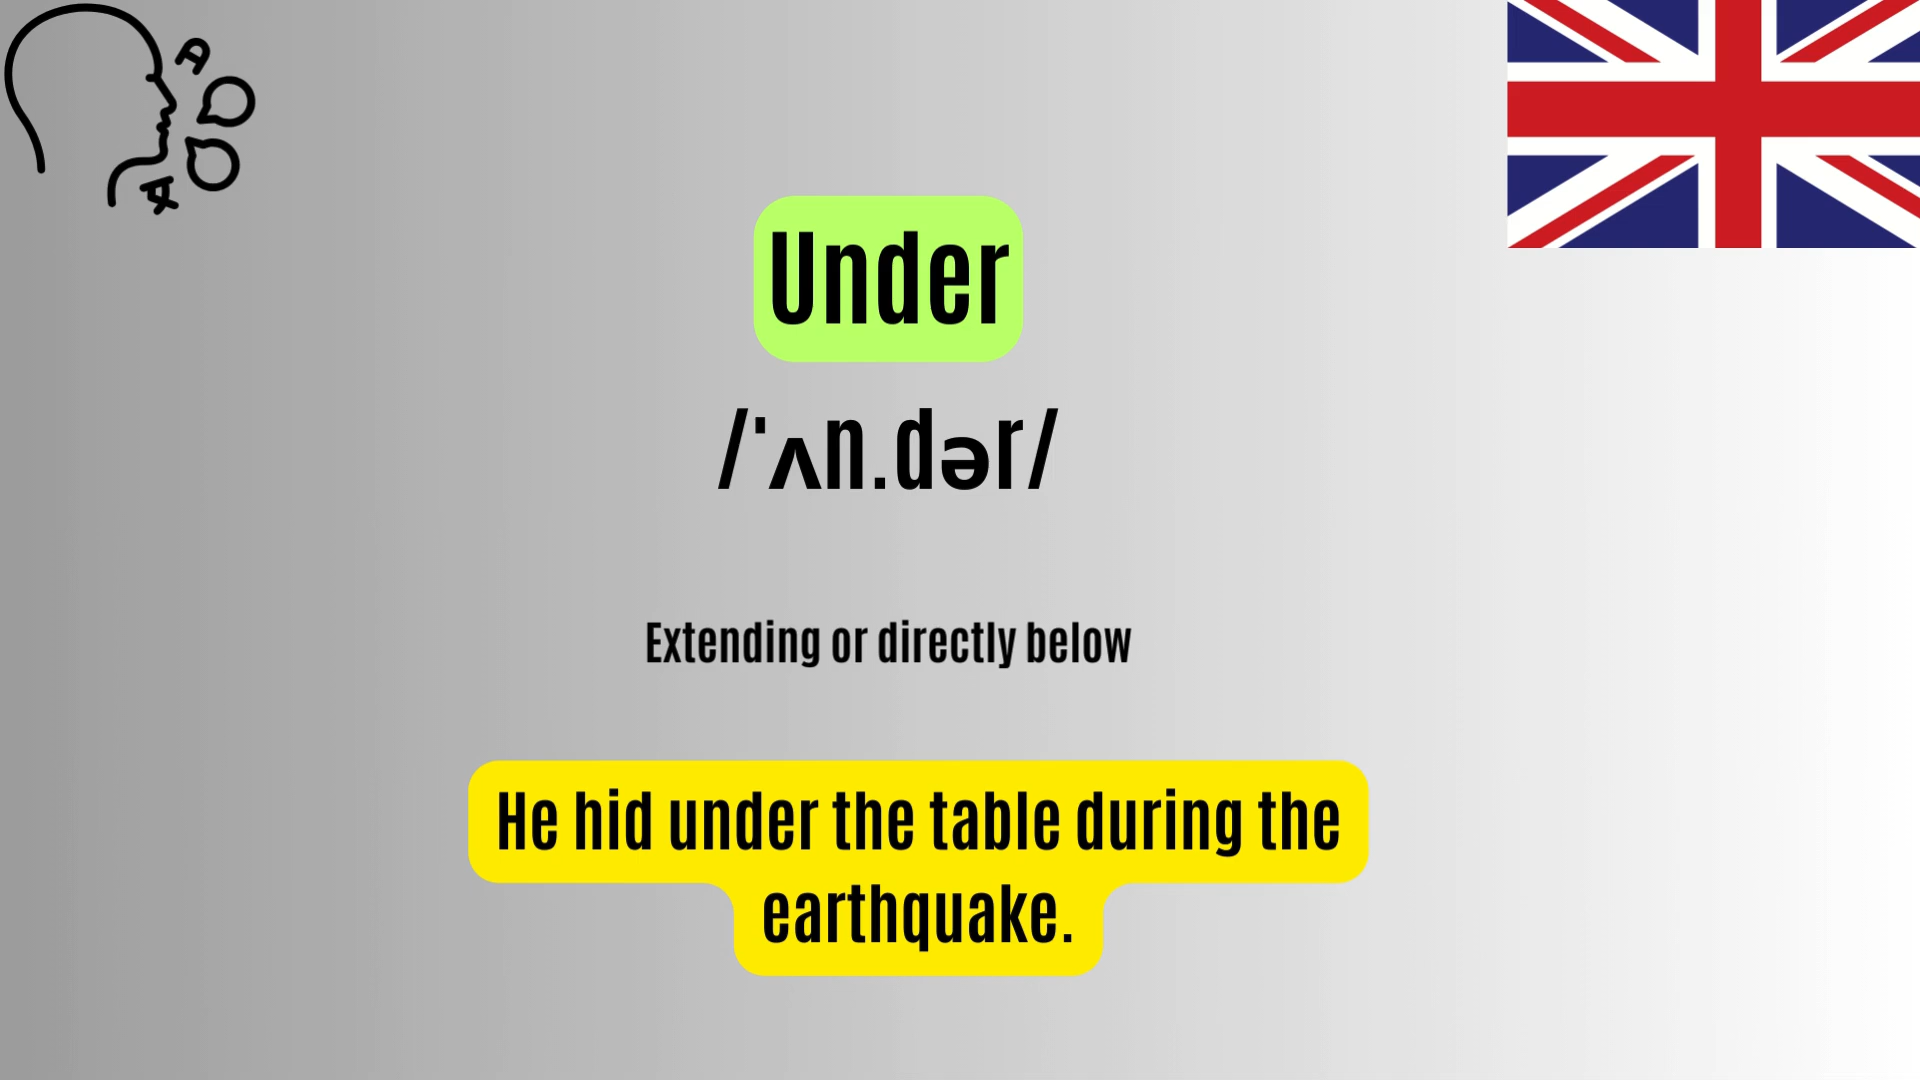 Under
/ˈʌn.dər/
Extending or directly below
He hid under the table during the
earthquake.